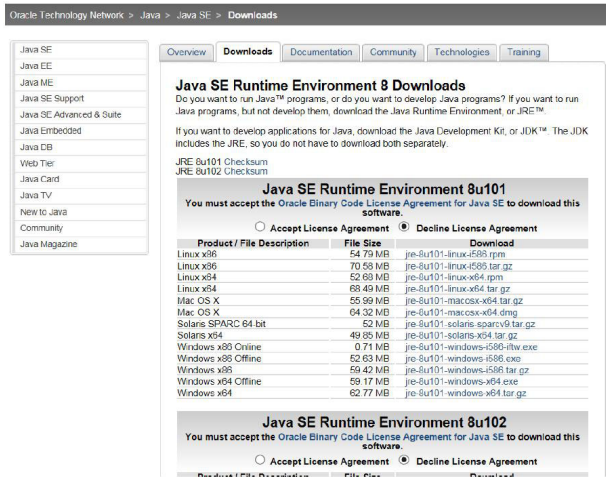 Oracle Technology Network > Java > Java SE > Downloads
Java SE
Java EE
Java ME
Java SE Support
Java SE Advanced & Suite
Java Embedded
Java DB
Web Tier
Java Card
Java TV
New to Java
Community
Java Magazine
Overview Downloads Documentation Community Technologies Training
Java SE Runtime Environment 8 Downloads
Do you want to run Java™ programs, or do you want to develop Java programs? If you want to run
Java programs, but not develop them, download the Java Runtime Environment, or JRE™.
If you want to develop applications for Java, download the Java Development Kit, or JDK™. The JDK
includes the JRE, so you do not have to download both separately.
JRE 8u101 Checksum
JRE 8u102 Checksum
Java SE Runtime Environment 8u101
You must accept the Oracle Binary Code License Agreement for Java SE to download this
software.
Accept License Agreement Decline License Agreement
Product / File Description File Size Download
Linux x86 54.79 MB jre-8u101-linux-i586.rpm
Linux x86 70.58 MB jre-8u101-linux-i586.tar.gz
Linux x64 52.68 MB jre-8u101-linux-x64.rpm
Linux x64 68.49 MB jre-8u101-linux-x64.tar.gz
Mac OS X 55.99 MB jre-8u101-macosx-x64.tar.gz
Mac OS X 64.32 MB jre-8u101-macosx-x64.dmg
Solaris SPARC 64-bit 52 MB jre-8u101-solaris-sparcv9.tar.gz
Solaris x64 49.85 MB jre-8u101-solaris-x64.tar.gz
Windows x86 Online 0.71 MB jre-8u101-windows-i586-iftw.exe
Windows x86 Offline 52.63 MB jre-8u101-windows-i586.exe
Windows x86 59.42 MB jre-8u101-windows-i586.tar.gz
Windows x64 Offline 59.17 MB jre-8u101-windows-x64.exe
Windows x64 62.77 MB jre-8u101-windows-x64.tar.gz
Java SE Runtime Environment 8u102
You must accept the Oracle Binary Code License Agreement for Java SE to download this
software.
Accept License Agreement Decline License Agreement
Product / File Description File Size Download